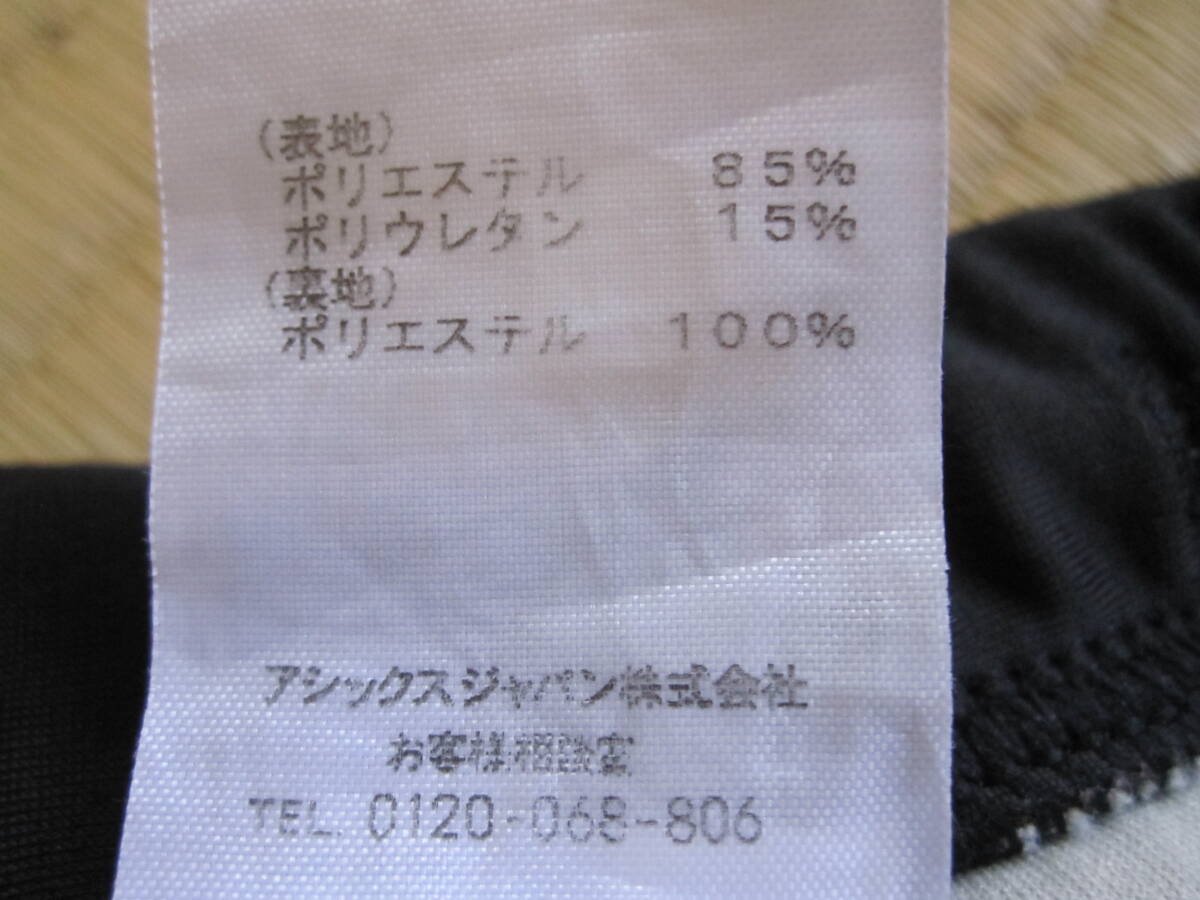 (表地)
ポリエステル 85%
ポリウレタン 15%
(裏地)
ポリエステル 100%
アシックスジャパン株式会社
お客様相談室
TEL. 0120-068-806